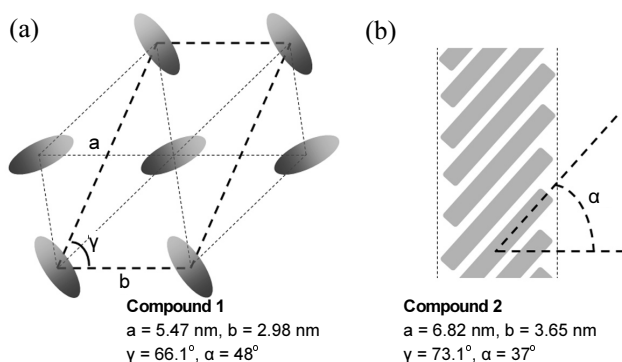 (a)
(b)
a
α
γ
b
Compound 1
a = 5.47 nm, b = 2.98 nm
γ = 66.1°, α = 48°
Compound 2
a = 6.82 nm, b = 3.65 nm
γ = 73.1°, α = 37°